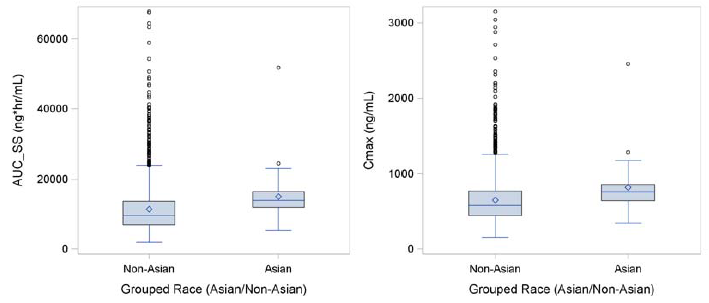 AUC_SS (ng*hr/mL)
60000
40000
20000
0
Non-Asian
Asian
Grouped Race (Asian/Non-Asian)
Cmax (ng/mL)
3000
2000
1000
0
Non-Asian
Asian
Grouped Race (Asian/Non-Asian)